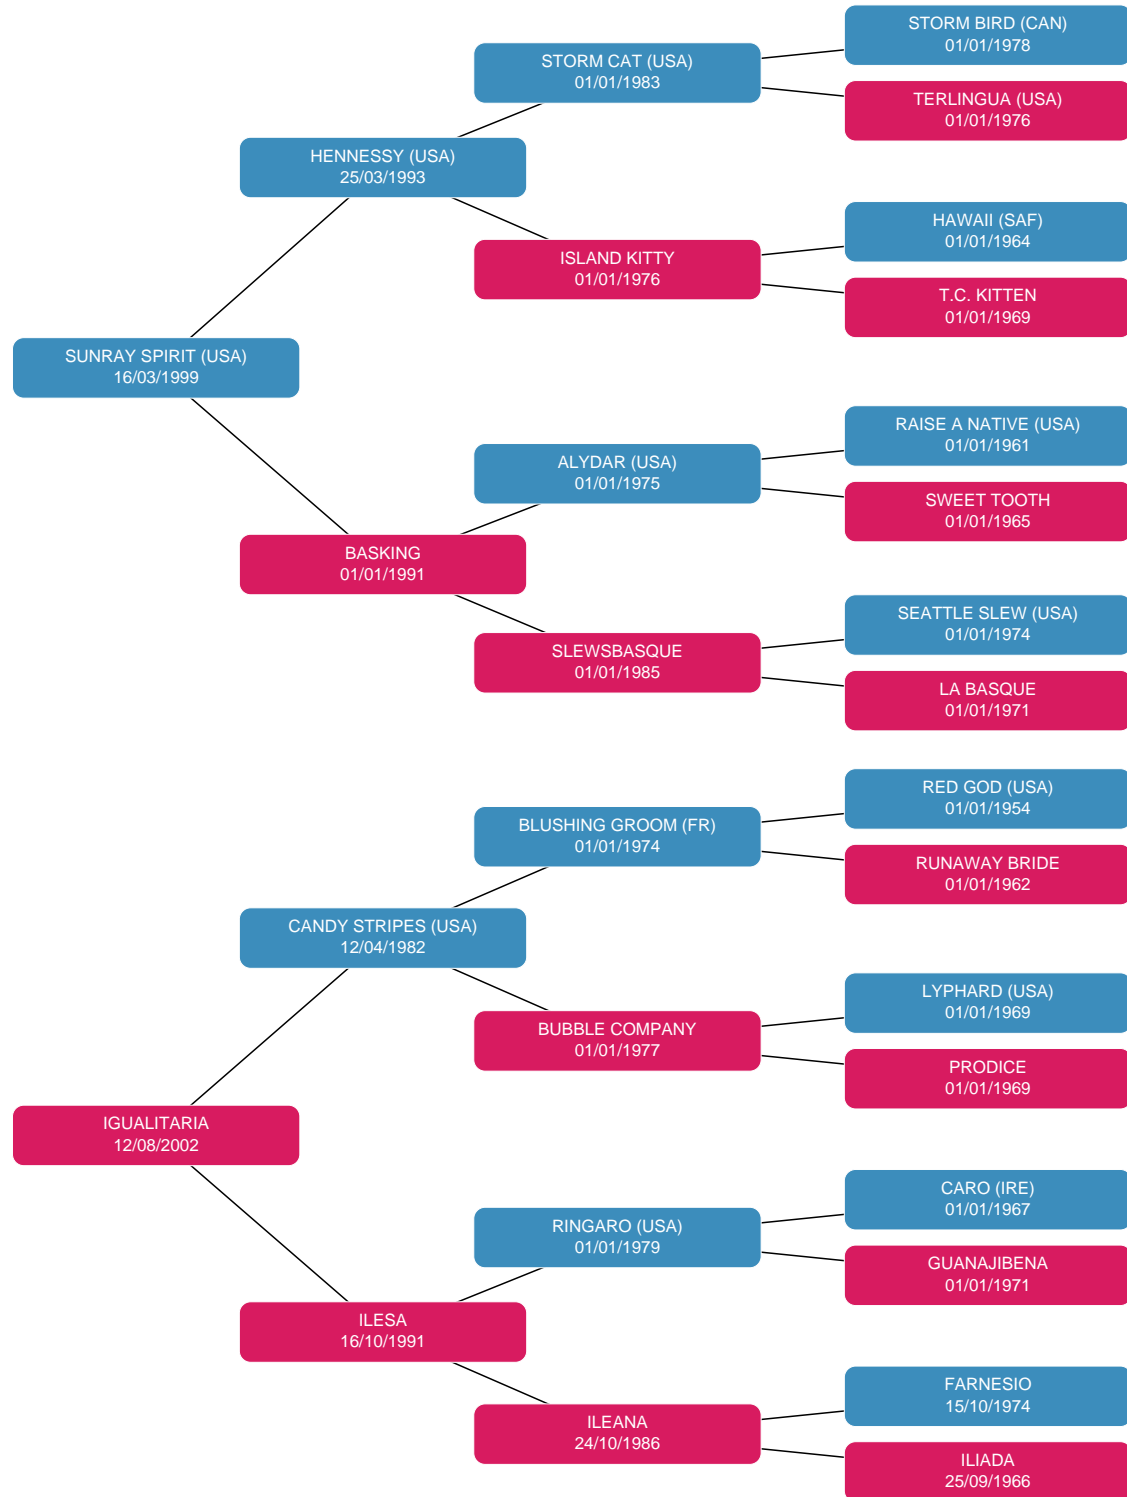 STORM BIRD (CAN)
01/01/1978
STORM CAT (USA)
01/01/1983
TERLINGUA (USA)
01/01/1976
HENNESSY (USA)
25/03/1993
HAWAII (SAF)
01/01/1964
ISLAND KITTY
01/01/1976
T.C. KITTEN
01/01/1969
SUNRAY SPIRIT (USA)
16/03/1999
RAISE A NATIVE (USA)
01/01/1961
ALYDAR (USA)
01/01/1975
SWEET TOOTH
01/01/1965
BASKING
01/01/1991
SEATTLE SLEW (USA)
01/01/1974
SLEWSBASQUE
01/01/1985
LA BASQUE
01/01/1971
RED GOD (USA)
01/01/1954
BLUSHING GROOM (FR)
01/01/1974
RUNAWAY BRIDE
01/01/1962
CANDY STRIPES (USA)
12/04/1982
LYPHARD (USA)
01/01/1969
BUBBLE COMPANY
01/01/1977
PRODICE
01/01/1969
IGUALITARIA
12/08/2002
CARO (IRE)
01/01/1967
RINGARO (USA)
01/01/1979
GUANAJIBENA
01/01/1971
ILESA
16/10/1991
FARNESIO
15/10/1974
ILEANA
24/10/1986
ILIADA
25/09/1966